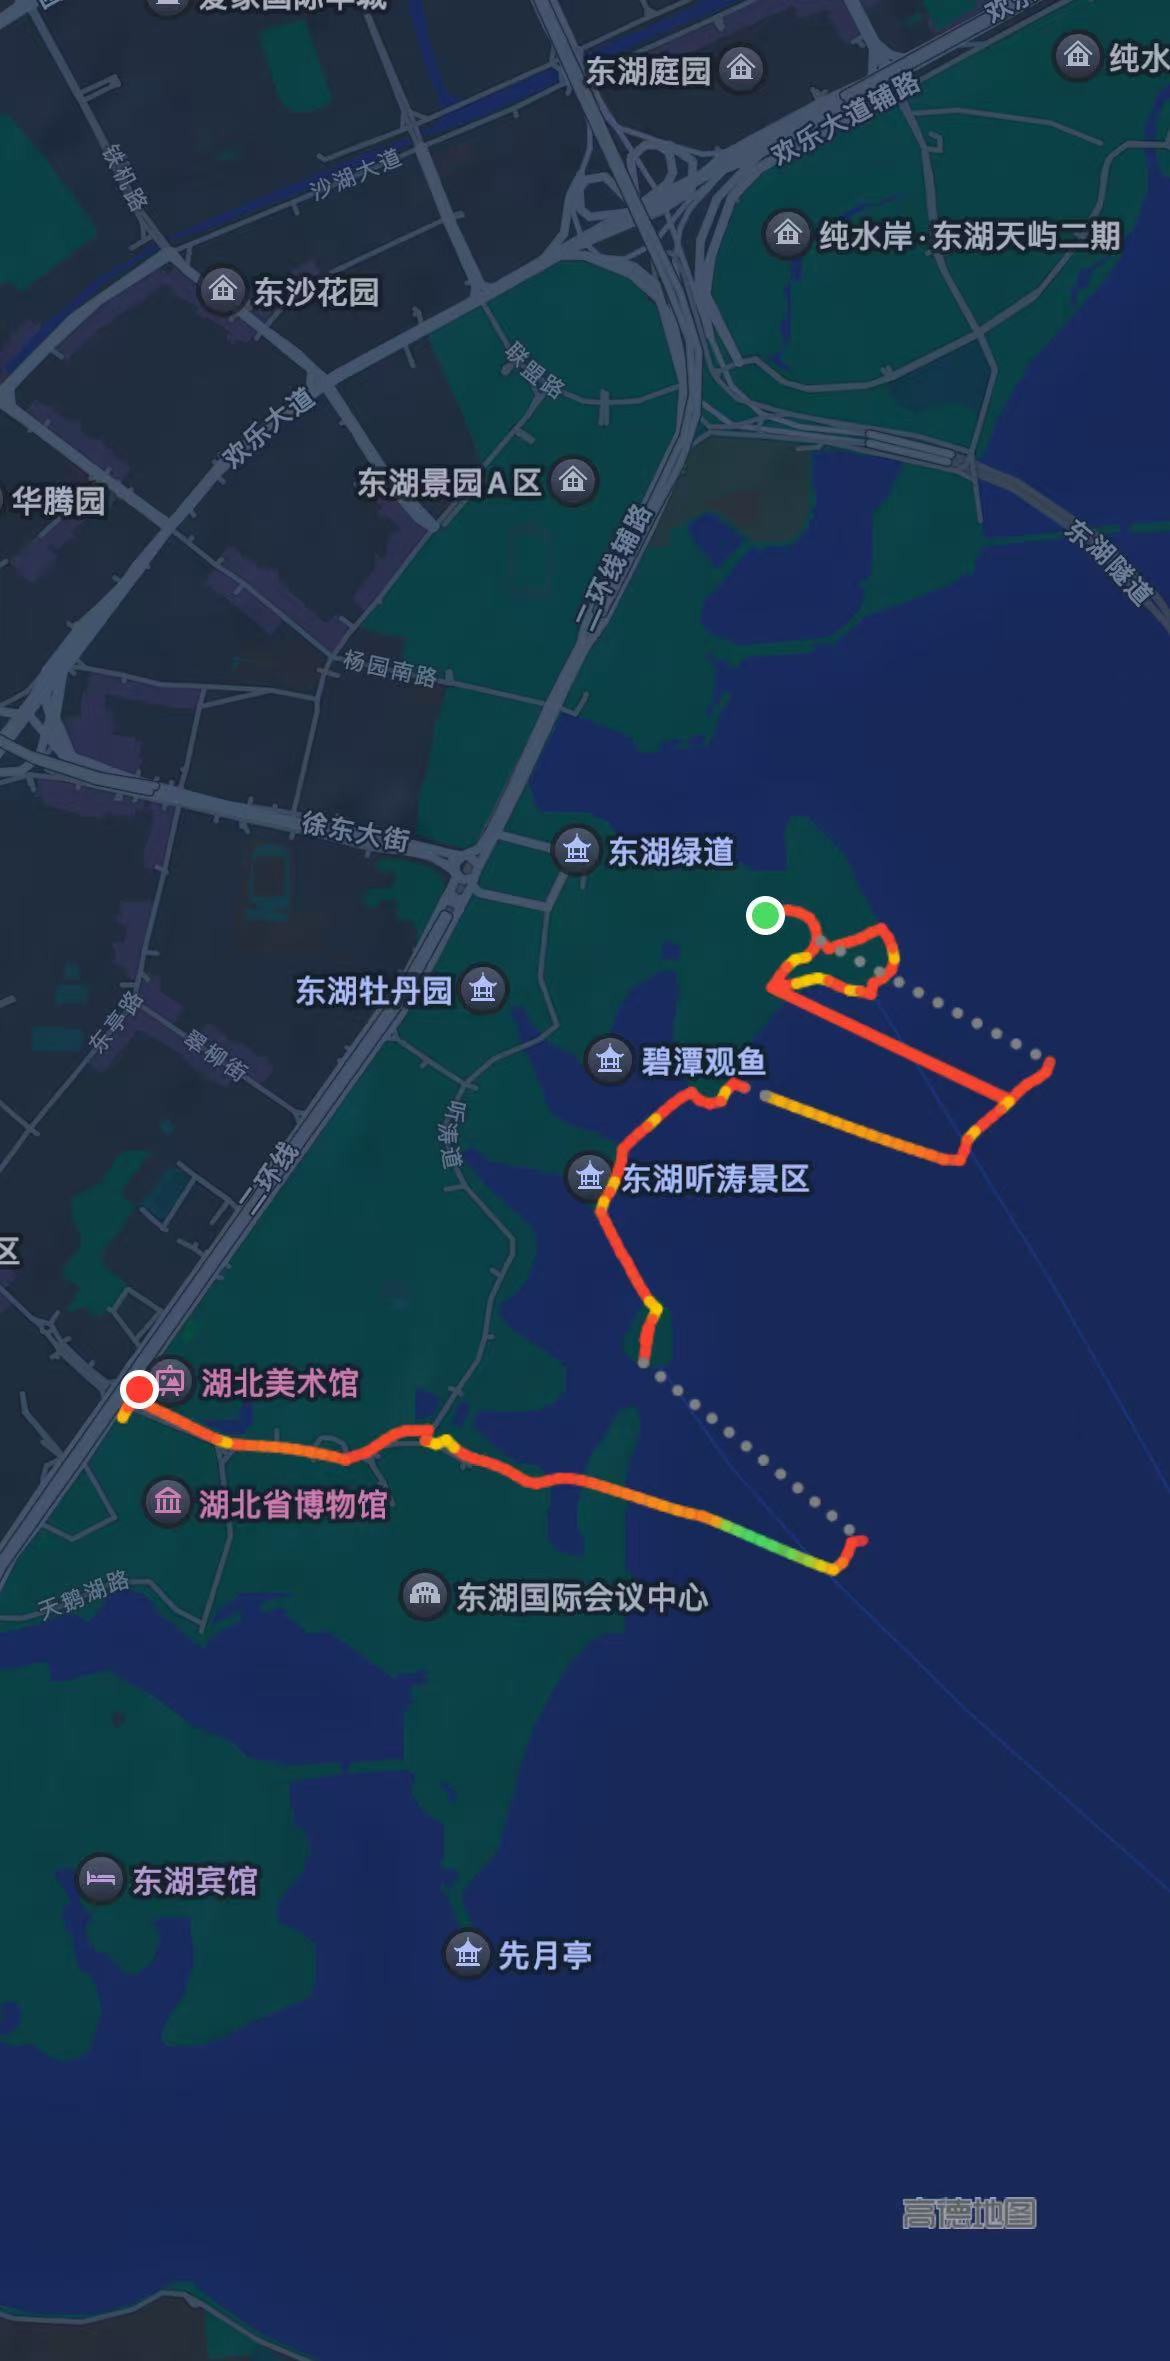 东湖庭园
纯水
欢乐大道辅路
铁机路
沙湖大道
纯水岸·东湖天屿二期
东沙花园
联盟路
欢乐大道
东湖景园A区
华腾园
二环线辅路
东湖隧道
杨园南路
徐东大街
东湖绿道
东湖牡丹园
东亭路
翠柳街
碧潭观鱼
听涛道
东湖听涛景区
二环线
区
湖北美术馆
湖北省博物馆
天鹅湖路
东湖国际会议中心
东湖宾馆
先月亭
高德地图